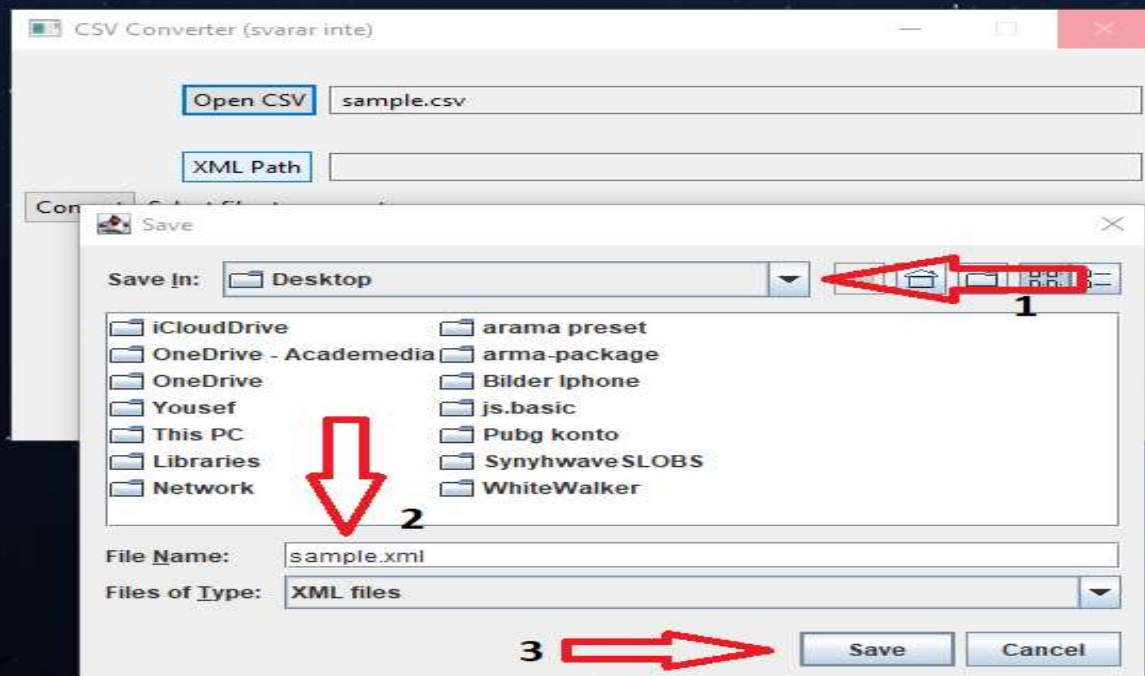 CSV Converter (svarar inte)
Open CSV sample.csv
XML Path
Save
Save In: Desktop
1
iCloudDrive arama preset
OneDrive - Academedia arma-package
OneDrive Bilder Iphone
Yousef js.basic
This PC Pubg konto
Libraries SynyhwaveSLOBS
Network WhiteWalker
2
File Name: sample.xml
Files of Type: XML files
3 Save Cancel